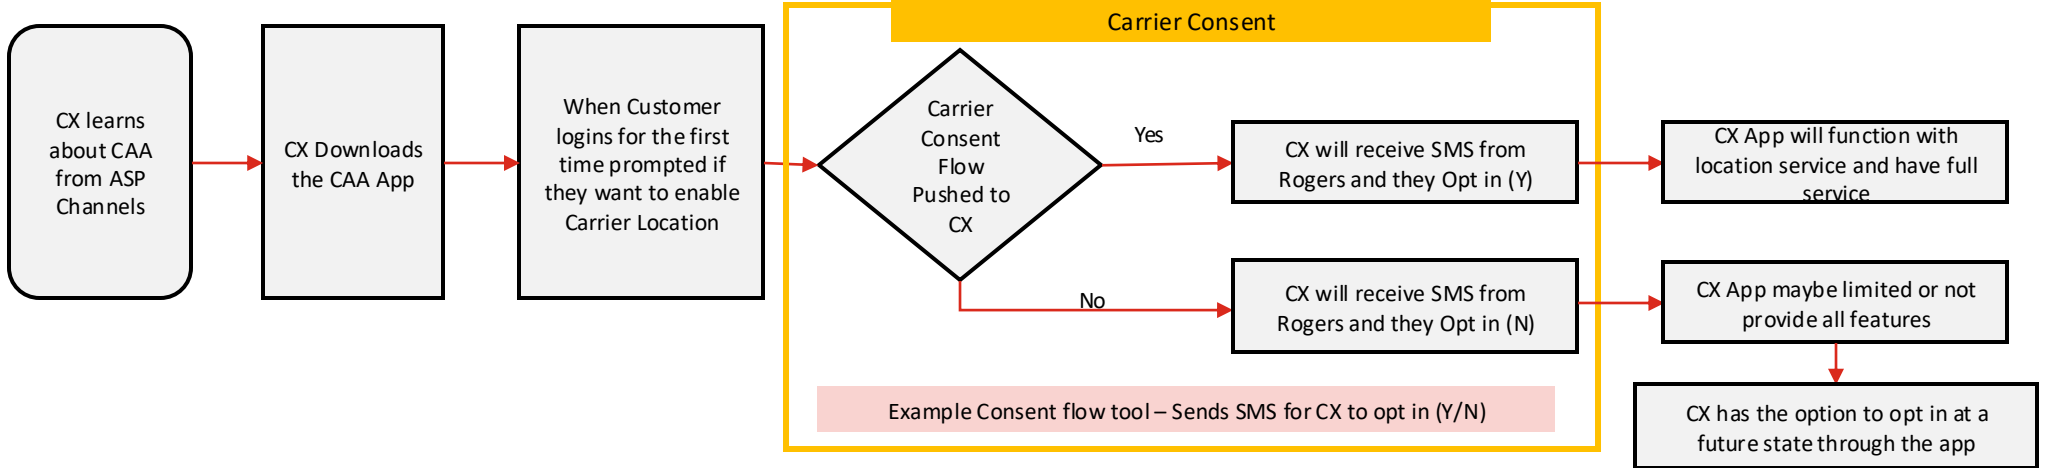 Carrier Consent
CX learns
about CAA
from ASP
Channels
CX Downloads
the CAA App
When Customer
logins for the first
time prompted if
they want to enable
Carrier Location
Carrier
Consent
Flow
Pushed to
CX
Yes
No
CX will receive SMS from
Rogers and they Opt in (Y)
CX App will function with
location service and have full
service
CX will receive SMS from
Rogers and they Opt in (N)
CX App maybe limited or not
provide all features
Example Consent flow tool – Sends SMS for CX to opt in (Y/N)
CX has the option to opt in at a
future state through the app